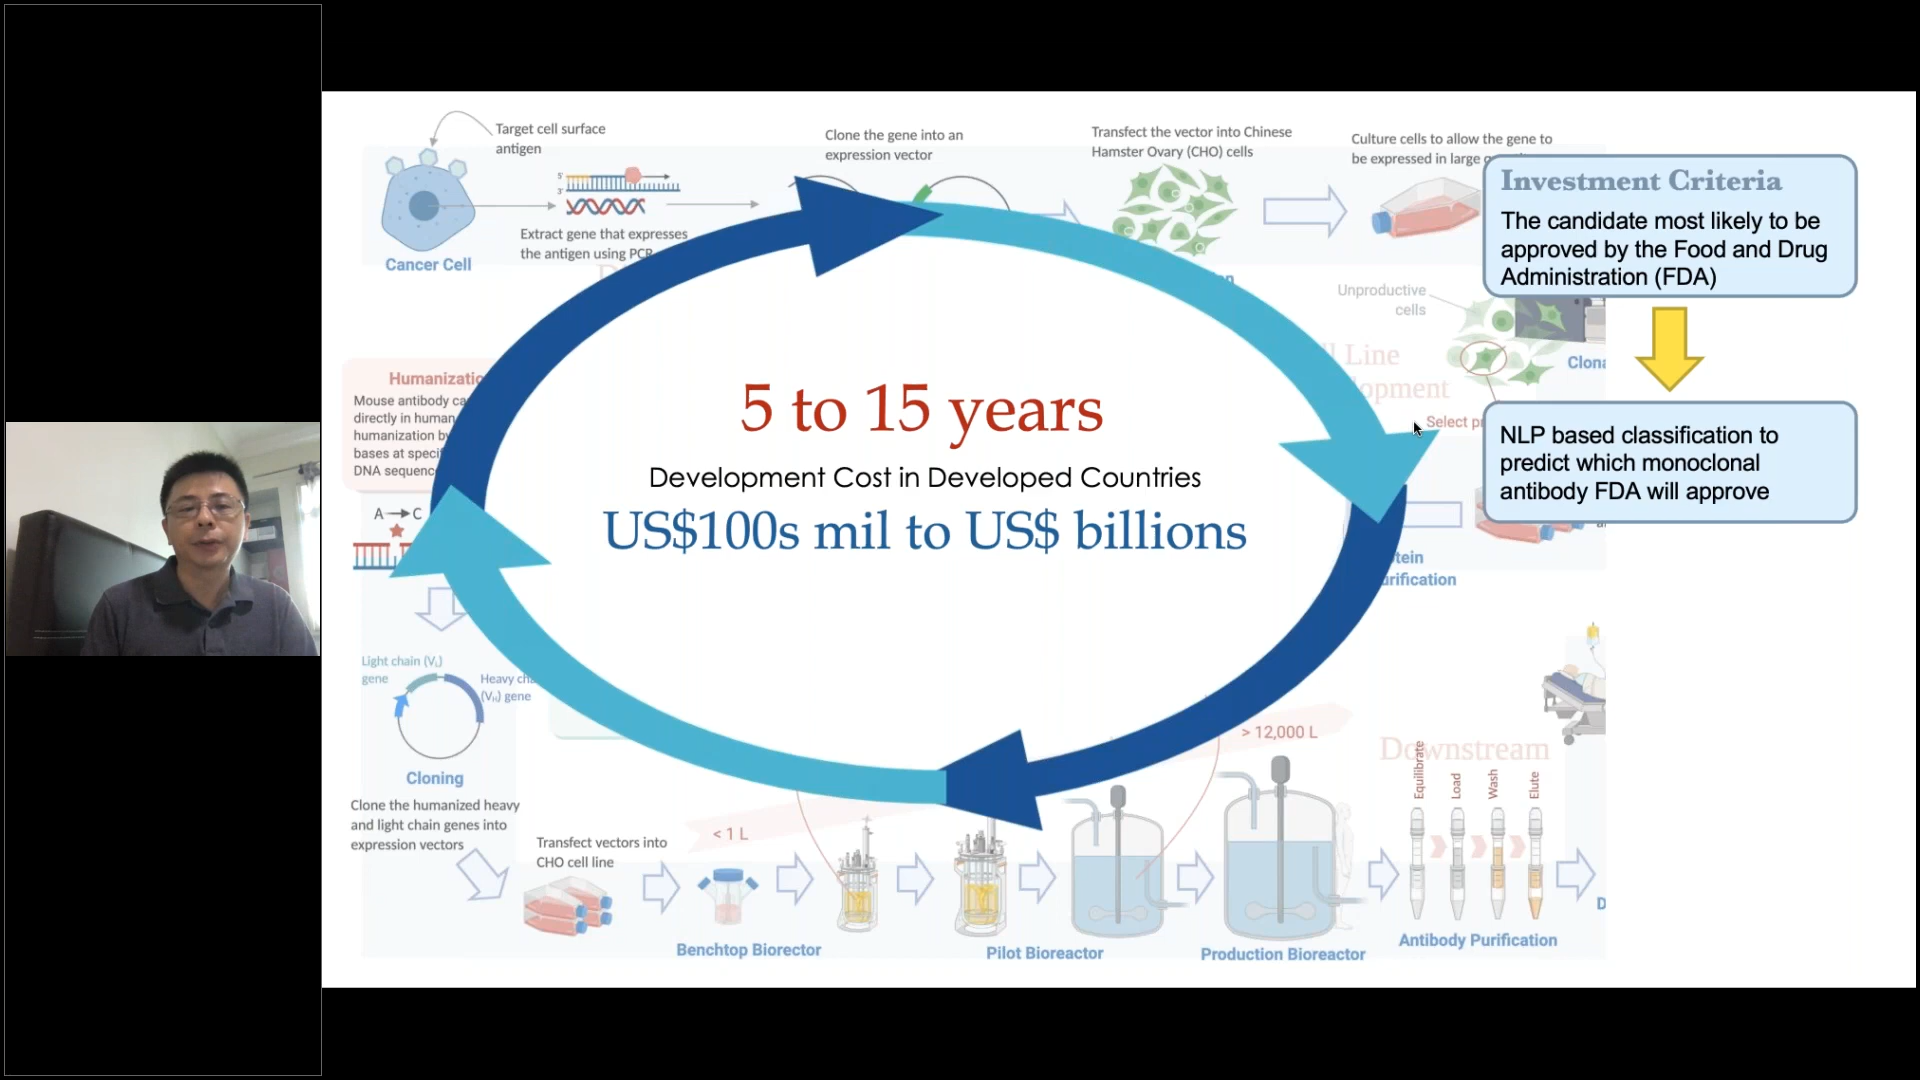 Target cell surface
antigen
Clone the gene into an
expression vector
Transfect the vector into Chinese
Hamster Ovary (CHO) cells
Culture cells to allow the gene to
be expressed in large
5'
3'
Extract gene that expresses
the antigen using PCR
Cancer Cell
Investment Criteria
The candidate most likely to be
approved by the Food and Drug
Administration (FDA)
Unproductive
cells
Line
Mouse antibody
directly in human
humanization
bases at
DNA
A C
5 to 15 years
Development Cost in Developed Countries
US$100s mil to US$ billions
Select
NLP based classification to
predict which monoclonal
antibody FDA will approve
Light chain (VL)
gene
Heavy
(VH) gene
Cloning
Clone the humanized heavy
and light chain genes into
expression vectors
Transfect vectors into
CHO cell line
< 1 L
> 12,000 L
Downstream
Equilibrate
Load
Wash
Elute
Benchtop Biorector
Pilot Bioreactor
Production Bioreactor
Antibody Purification